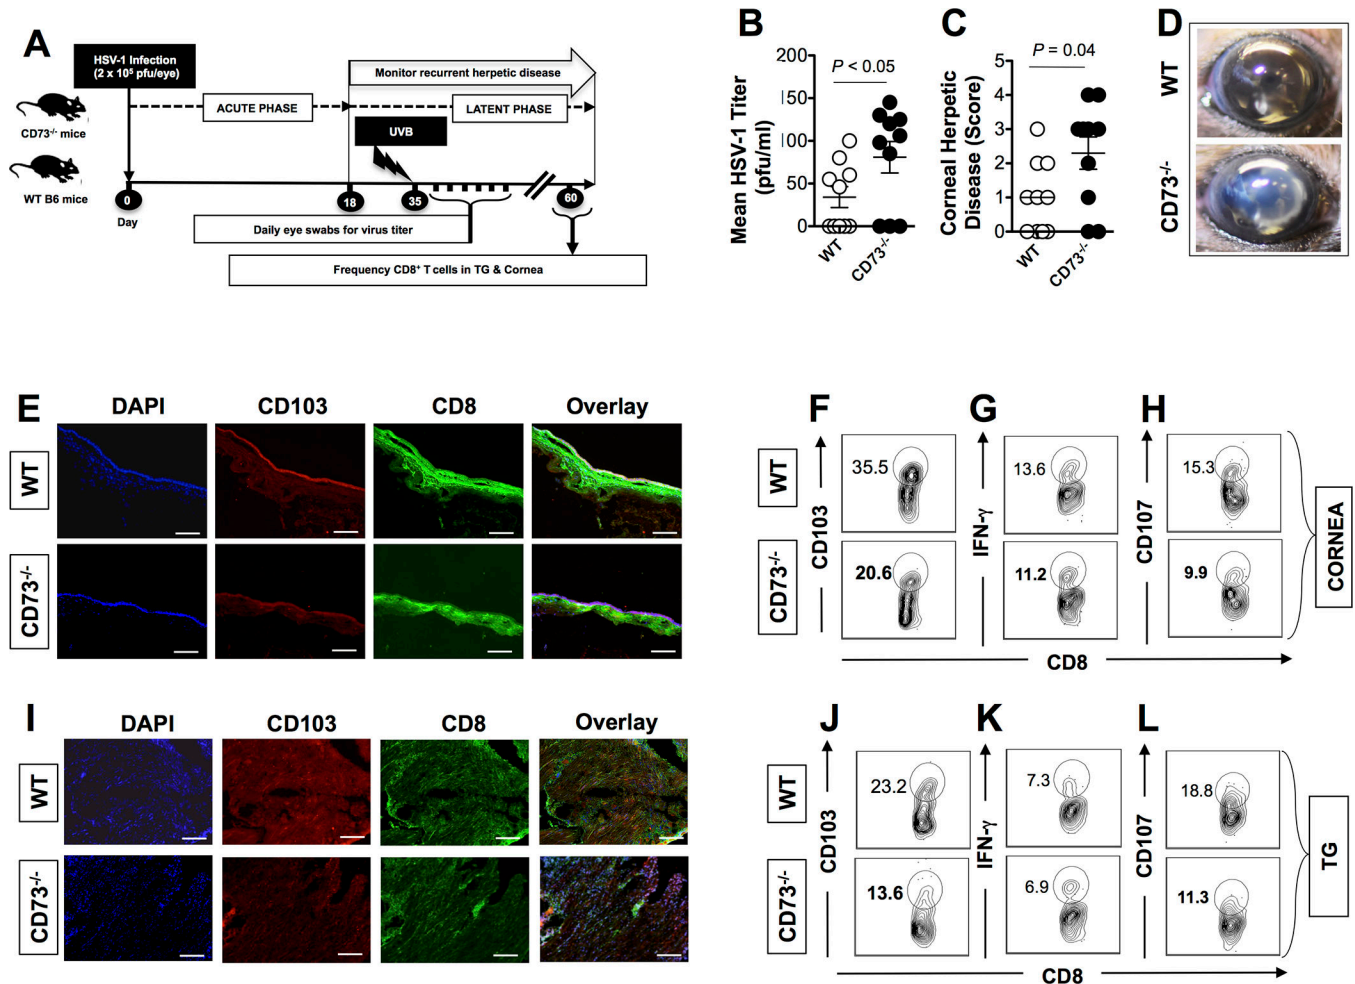 A
HSV-1 Infection
(2 x 10⁵ pfu/eye)
Monitor recurrent herpetic disease
ACUTE PHASE
LATENT PHASE
CD73⁻/⁻ mice
UVB
WT B6 mice
0
18
35
60
Day
Daily eye swabs for virus titer
Frequency CD8⁺ T cells in TG & Cornea
B
P < 0.05
Mean HSV-1 Titer
(pfu/ml)
200
150
100
50
0
WT
CD73⁻/⁻
C
P = 0.04
Corneal Herpetic
Disease (Score)
5
4
3
2
1
0
WT
CD73⁻/⁻
D
WT
CD73⁻/⁻
E
DAPI
CD103
CD8
Overlay
WT
CD73⁻/⁻
F
G
H
WT
CD73⁻/⁻
CD103
35.5
20.6
IFN-γ
13.6
11.2
CD107
15.3
9.9
CORNEA
CD8
I
DAPI
CD103
CD8
Overlay
WT
CD73⁻/⁻
J
K
L
WT
CD73⁻/⁻
CD103
23.2
13.6
IFN-γ
7.3
6.9
CD107
18.8
11.3
TG
CD8